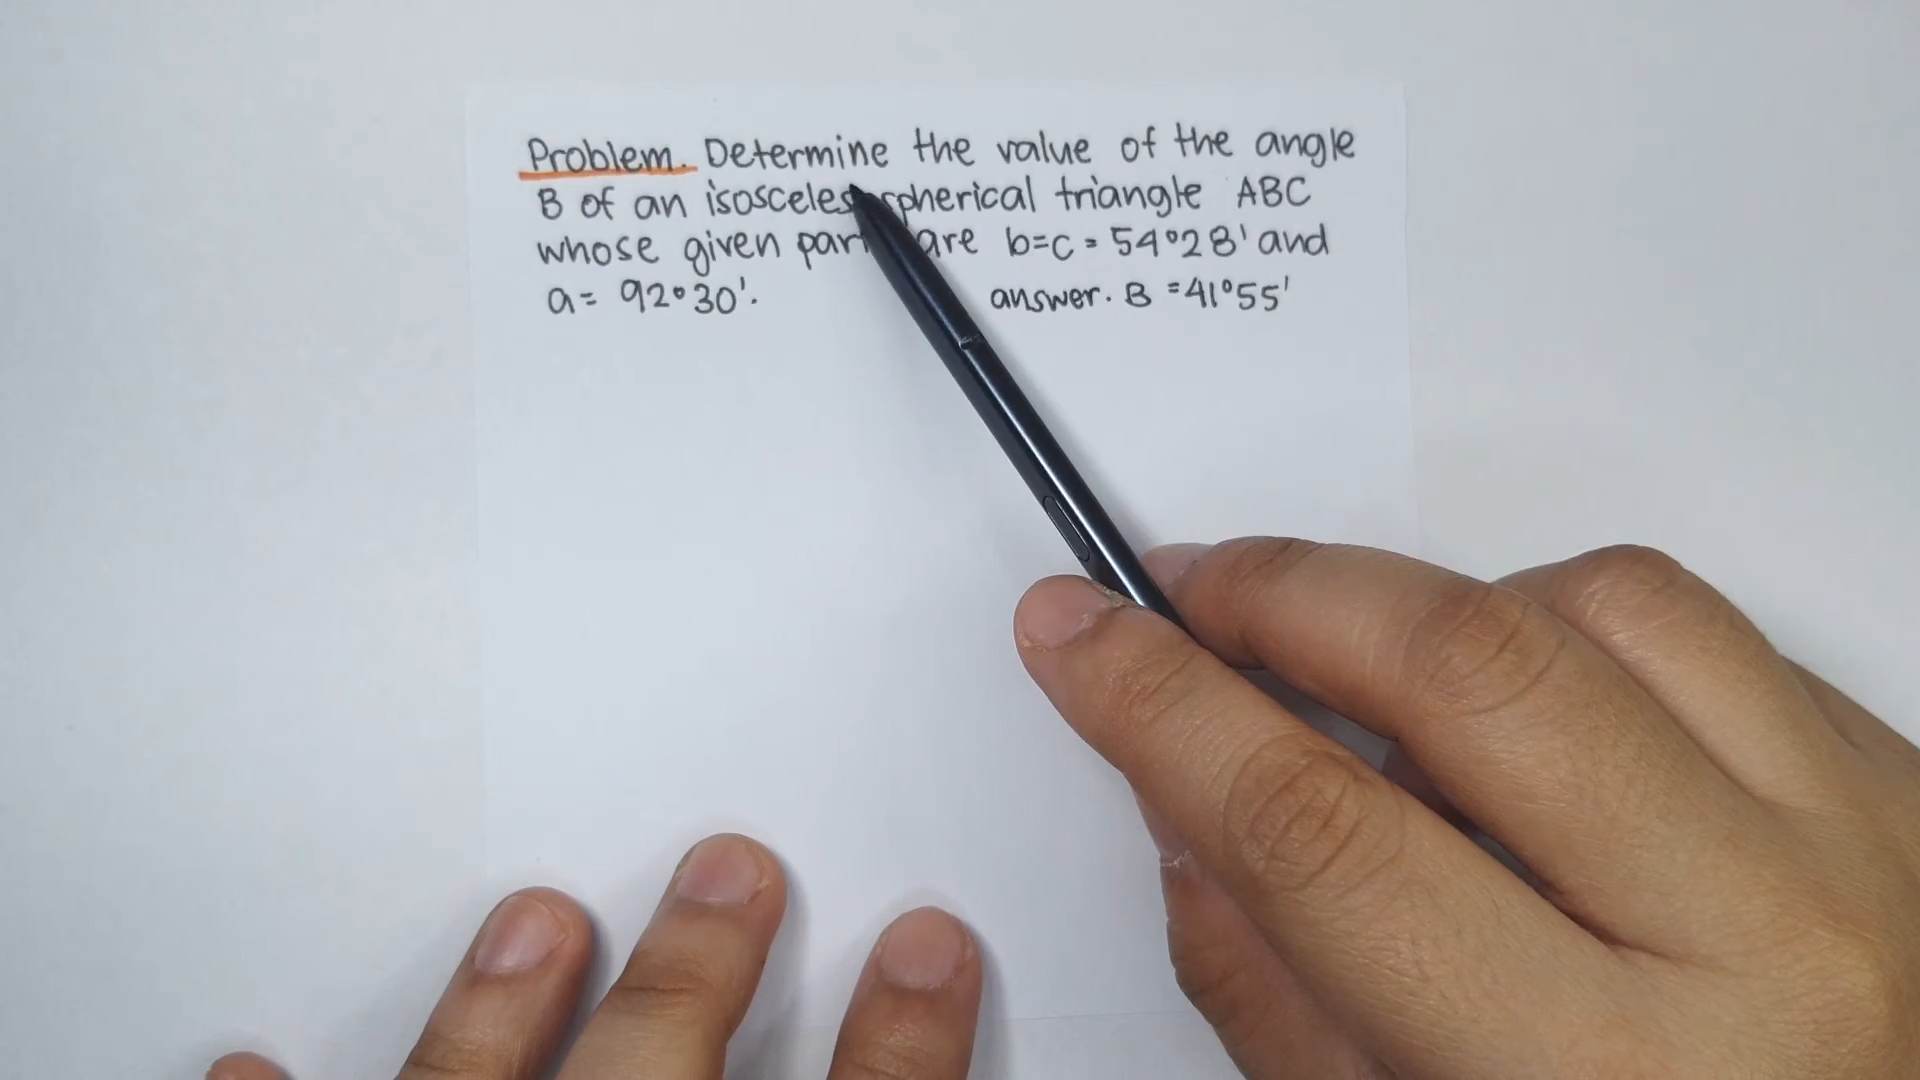 Problem. Determine the value of the angle
B of an isosceles spherical triangle ABC
whose given are b=c= 54°28' and
a= 92°30'. answer. B =41°55'